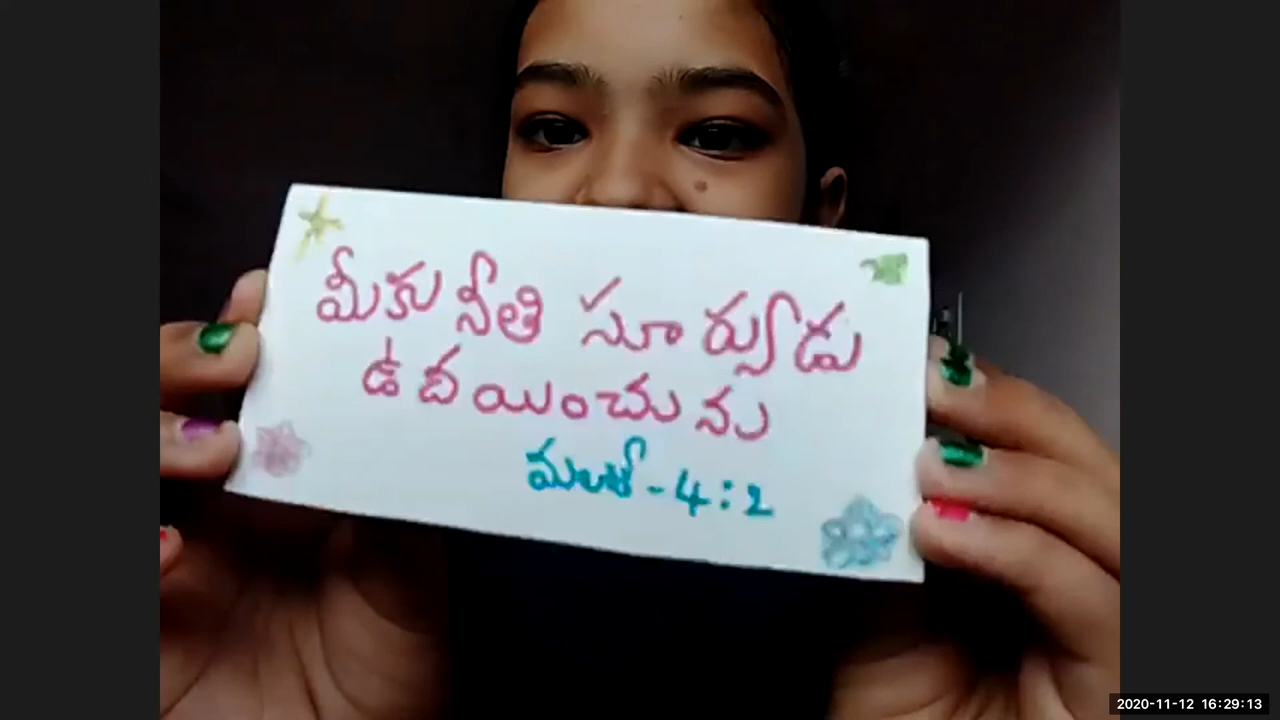 మీకు నీతి సూర్యుడు
ఉదయించును
మలాకీ - 4:2
2020-11-12 16:29:13